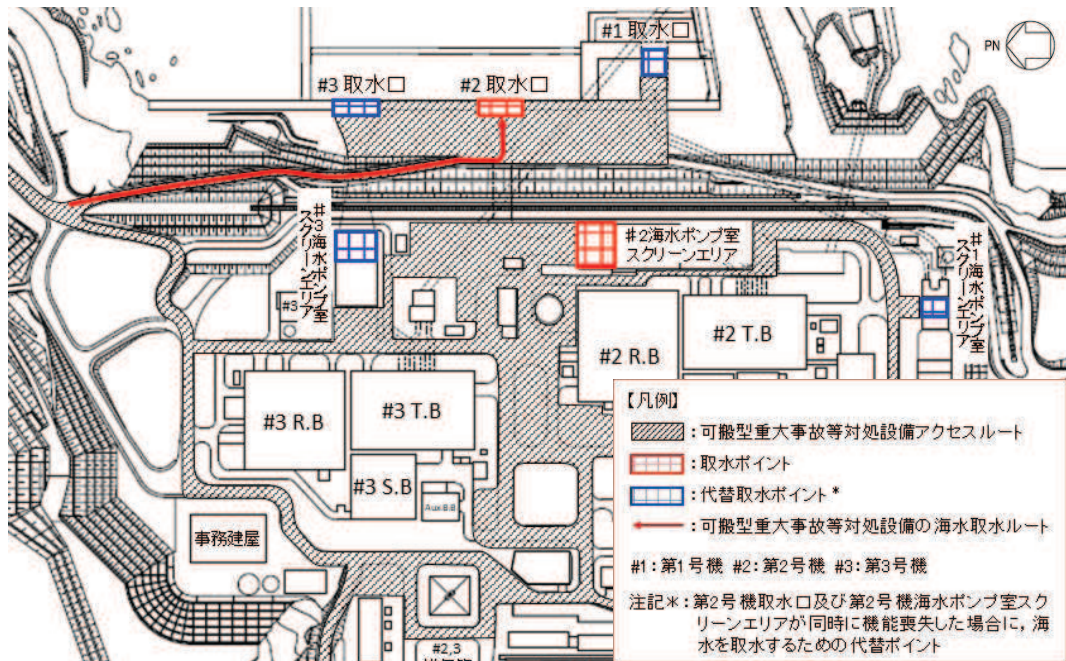 #1 取水口
PN
#3 取水口
#2 取水口
#3海水ポンプ室
スクリーンエリア
#2海水ポンプ室
スクリーンエリア
#1海水ポンプ室
スクリーンエリア
#3
#2 R.B
#2 T.B
#3 R.B
#3 T.B
#3 S.B
Aux B.B
事務建屋
#2,3
【凡例】
:可搬型重大事故等対処設備アクセスルート
:取水ポイント
:代替取水ポイント*
:可搬型重大事故等対処設備の海水取水ルート
#1:第1号機 #2:第2号機 #3:第3号機
注記*:第2号機取水口及び第2号機海水ポンプ室スク
リーンエリアが同時に機能喪失した場合に,海
水を取水するための代替ポイント